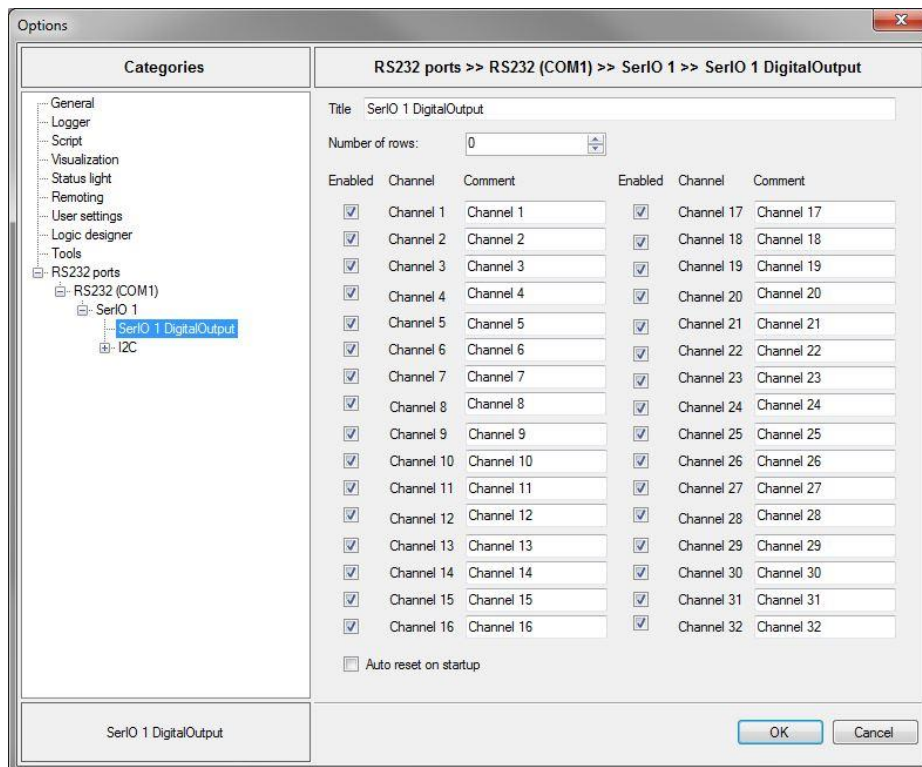 Options
Categories
General
Logger
Script
Visualization
Status light
Remoting
User settings
Logic designer
Tools
RS232 ports
RS232 (COM1)
SerIO 1
SerIO 1 DigitalOutput
I2C
SerIO 1 DigitalOutput
RS232 ports >> RS232 (COM1) >> SerIO 1 >> SerIO 1 DigitalOutput
Title SerIO 1 DigitalOutput
Number of rows: 0
Enabled Channel Comment Enabled Channel Comment
Channel 1 Channel 1 Channel 17 Channel 17
Channel 2 Channel 2 Channel 18 Channel 18
Channel 3 Channel 3 Channel 19 Channel 19
Channel 4 Channel 4 Channel 20 Channel 20
Channel 5 Channel 5 Channel 21 Channel 21
Channel 6 Channel 6 Channel 22 Channel 22
Channel 7 Channel 7 Channel 23 Channel 23
Channel 8 Channel 8 Channel 24 Channel 24
Channel 9 Channel 9 Channel 25 Channel 25
Channel 10 Channel 10 Channel 26 Channel 26
Channel 11 Channel 11 Channel 27 Channel 27
Channel 12 Channel 12 Channel 28 Channel 28
Channel 13 Channel 13 Channel 29 Channel 29
Channel 14 Channel 14 Channel 30 Channel 30
Channel 15 Channel 15 Channel 31 Channel 31
Channel 16 Channel 16 Channel 32 Channel 32
Auto reset on startup
OK Cancel